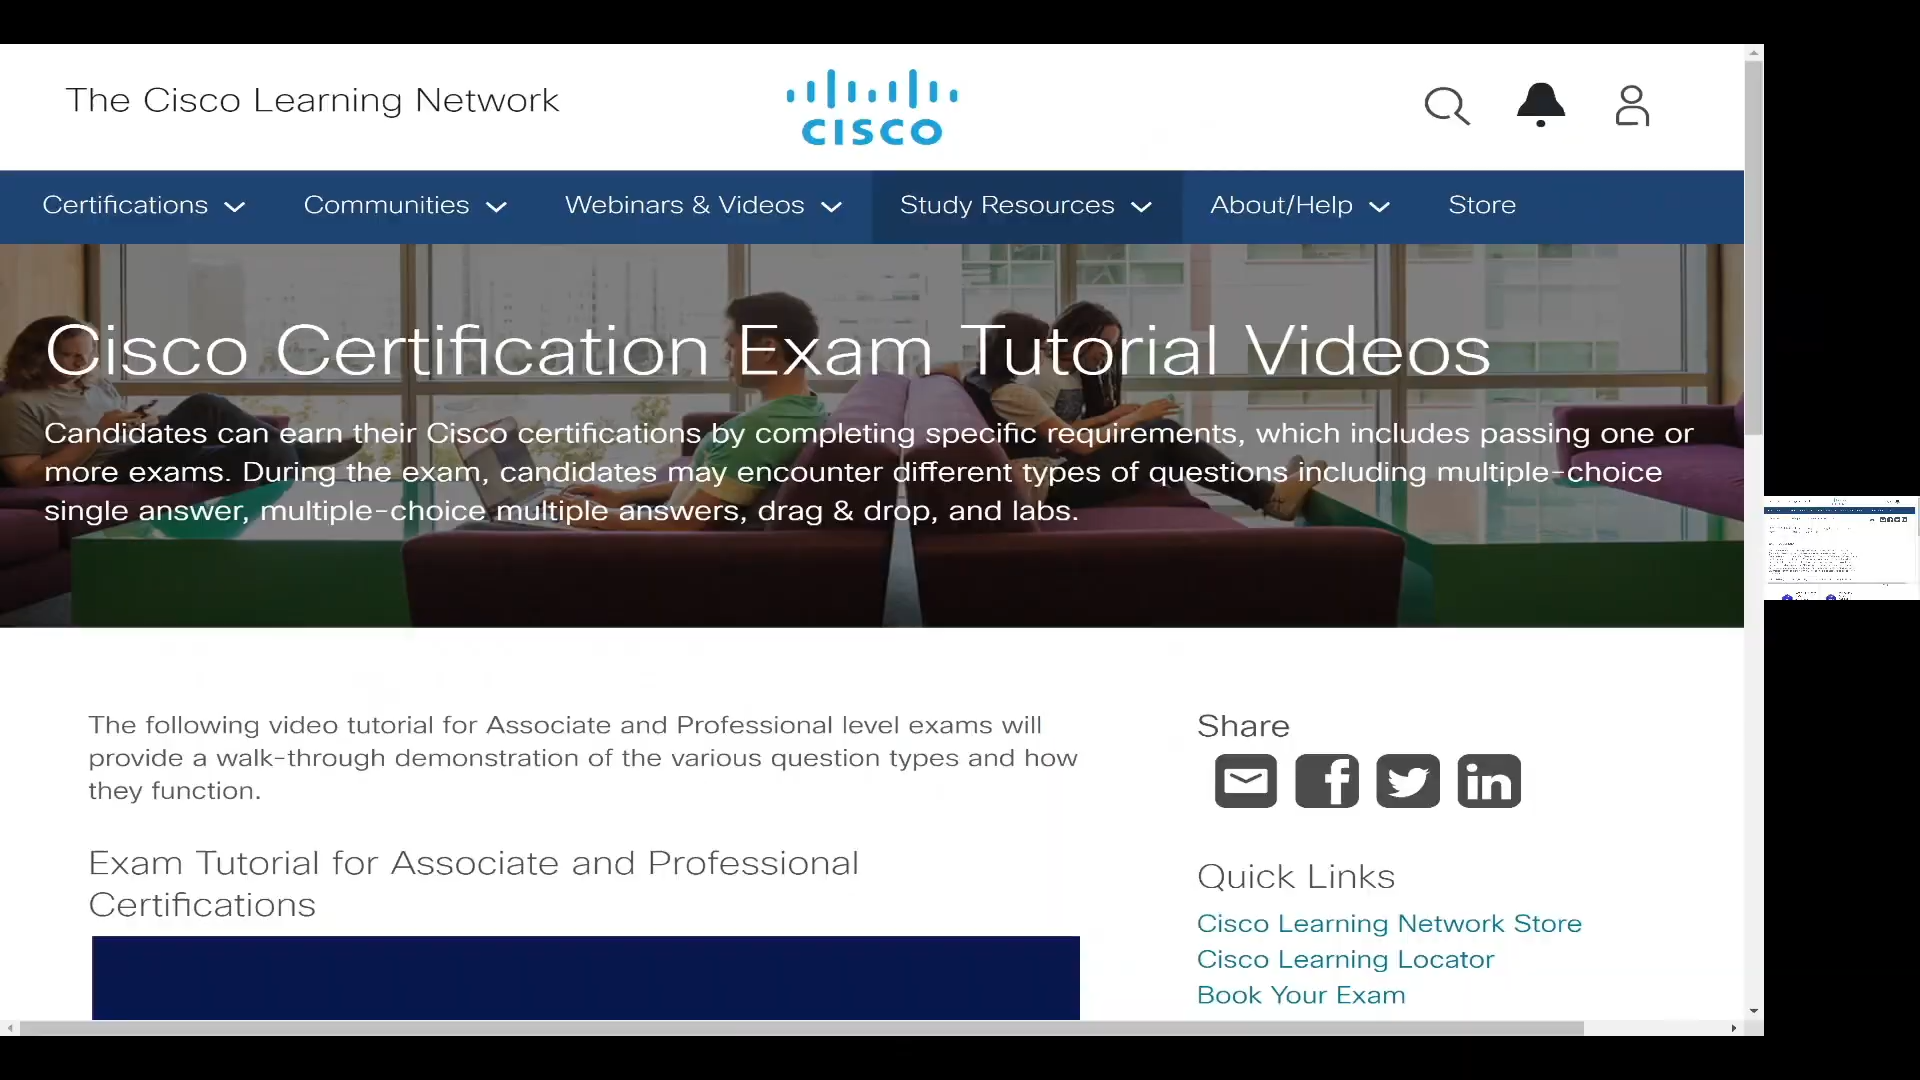 The Cisco Learning Network
CISCO
Certifications
Communities
Webinars & Videos
Study Resources
About/Help
Store
Cisco Certification Exam Tutorial Videos
Candidates can earn their Cisco certifications by completing specific requirements, which includes passing one or
more exams. During the exam, candidates may encounter different types of questions including multiple-choice
single answer, multiple-choice multiple answers, drag & drop, and labs.
The following video tutorial for Associate and Professional level exams will
provide a walk-through demonstration of the various question types and how
they function.
Exam Tutorial for Associate and Professional
Certifications
Share
Quick Links
Cisco Learning Network Store
Cisco Learning Locator
Book Your Exam